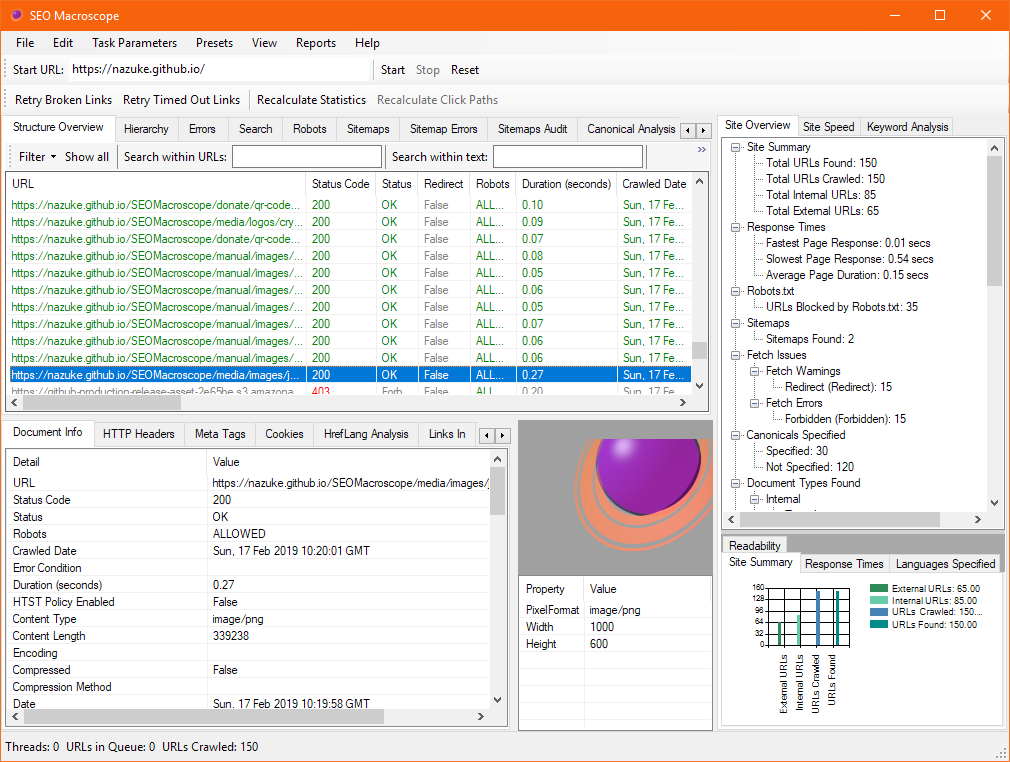 SEO Macroscope
File Edit Task Parameters Presets View Reports Help
Start URL: https://nazuke.github.io/ Start Stop Reset
Retry Broken Links Retry Timed Out Links Recalculate Statistics Recalculate Click Paths
Structure Overview Hierarchy Errors Search Robots Sitemaps Sitemap Errors Sitemaps Audit Canonical Analysis
Filter Show all Search within URLs: Search within text: »
URL Status Code Status Redirect Robots Duration (seconds) Crawled Date
https://nazuke.github.io/SEOMacroscope/donate/qr-code... 200 OK False ALL... 0.10 Sun, 17 Fe...
https://nazuke.github.io/SEOMacroscope/media/logos/cry... 200 OK False ALL... 0.09 Sun, 17 Fe...
https://nazuke.github.io/SEOMacroscope/donate/qr-code... 200 OK False ALL... 0.07 Sun, 17 Fe...
https://nazuke.github.io/SEOMacroscope/manual/images/... 200 OK False ALL... 0.08 Sun, 17 Fe...
https://nazuke.github.io/SEOMacroscope/manual/images/... 200 OK False ALL... 0.05 Sun, 17 Fe...
https://nazuke.github.io/SEOMacroscope/manual/images/... 200 OK False ALL... 0.06 Sun, 17 Fe...
https://nazuke.github.io/SEOMacroscope/manual/images/... 200 OK False ALL... 0.05 Sun, 17 Fe...
https://nazuke.github.io/SEOMacroscope/manual/images/... 200 OK False ALL... 0.07 Sun, 17 Fe...
https://nazuke.github.io/SEOMacroscope/manual/images/... 200 OK False ALL... 0.06 Sun, 17 Fe...
https://nazuke.github.io/SEOMacroscope/manual/images/... 200 OK False ALL... 0.06 Sun, 17 Fe...
https://nazuke.github.io/SEOMacroscope/media/images/j... 200 OK False ALL... 0.27 Sun, 17 Fe...
https://github-production-release-asset-2e65be.s3.amazona... 403 Forb... False ALL... 0.20 Sun, 17 Fe...
Document Info HTTP Headers Meta Tags Cookies HrefLang Analysis Links In
Detail Value
URL https://nazuke.github.io/SEOMacroscope/media/images/j
Status Code 200
Status OK
Robots ALLOWED
Crawled Date Sun, 17 Feb 2019 10:20:01 GMT
Error Condition
Duration (seconds) 0.27
HTST Policy Enabled False
Content Type image/png
Content Length 339238
Encoding
Compressed False
Compression Method
Date Sun, 17 Feb 2019 10:19:58 GMT
Property Value
PixelFormat image/png
Width 1000
Height 600
Site Overview Site Speed Keyword Analysis
Site Summary
Total URLs Found: 150
Total URLs Crawled: 150
Total Internal URLs: 85
Total External URLs: 65
Response Times
Fastest Page Response: 0.01 secs
Slowest Page Response: 0.54 secs
Average Page Duration: 0.15 secs
Robots.txt
URLs Blocked by Robots.txt: 35
Sitemaps
Sitemaps Found: 2
Fetch Issues
Fetch Warnings
Redirect (Redirect): 15
Fetch Errors
Forbidden (Forbidden): 15
Canonicals Specified
Specified: 30
Not Specified: 120
Document Types Found
Internal
Readability
Site Summary Response Times Languages Specified
160
128
96
64
32
0
External URLs
Internal URLs
URLs Crawled
URLs Found
External URLs: 65.00
Internal URLs: 85.00
URLs Crawled: 150....
URLs Found: 150.00
Threads: 0 URLs in Queue: 0 URLs Crawled: 150